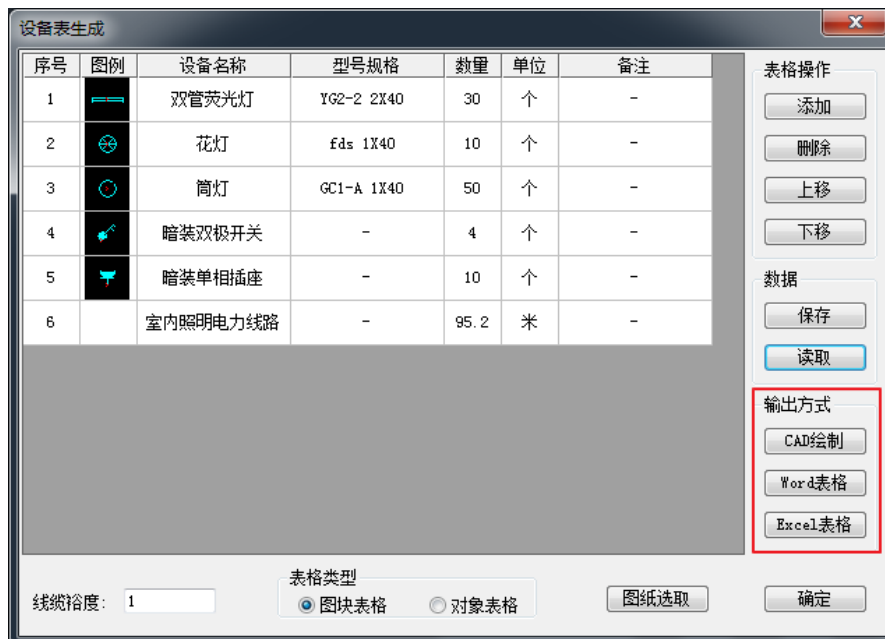 设备表生成
序号 图例 设备名称 型号规格 数量 单位 备注
1 双管荧光灯 YG2-2 2X40 30 个 -
2 花灯 fds 1X40 10 个 -
3 筒灯 GC1-A 1X40 50 个 -
4 暗装双极开关 - 4 个 -
5 暗装单相插座 - 10 个 -
6 室内照明电力线路 - 95.2 米 -
表格操作
添加
删除
上移
下移
数据
保存
读取
输出方式
CAD绘制
Word表格
Excel表格
线缆裕度: 1
表格类型
图块表格 对象表格
图纸选取
确定